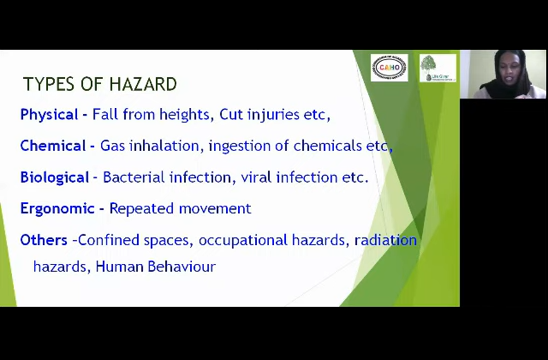 CAHO
TYPES OF HAZARD
Physical - Fall from heights, Cut injuries etc,
Chemical - Gas inhalation, ingestion of chemicals etc,
Biological - Bacterial infection, viral infection etc.
Ergonomic - Repeated movement
Others -Confined spaces, occupational hazards, radiation
hazards, Human Behaviour